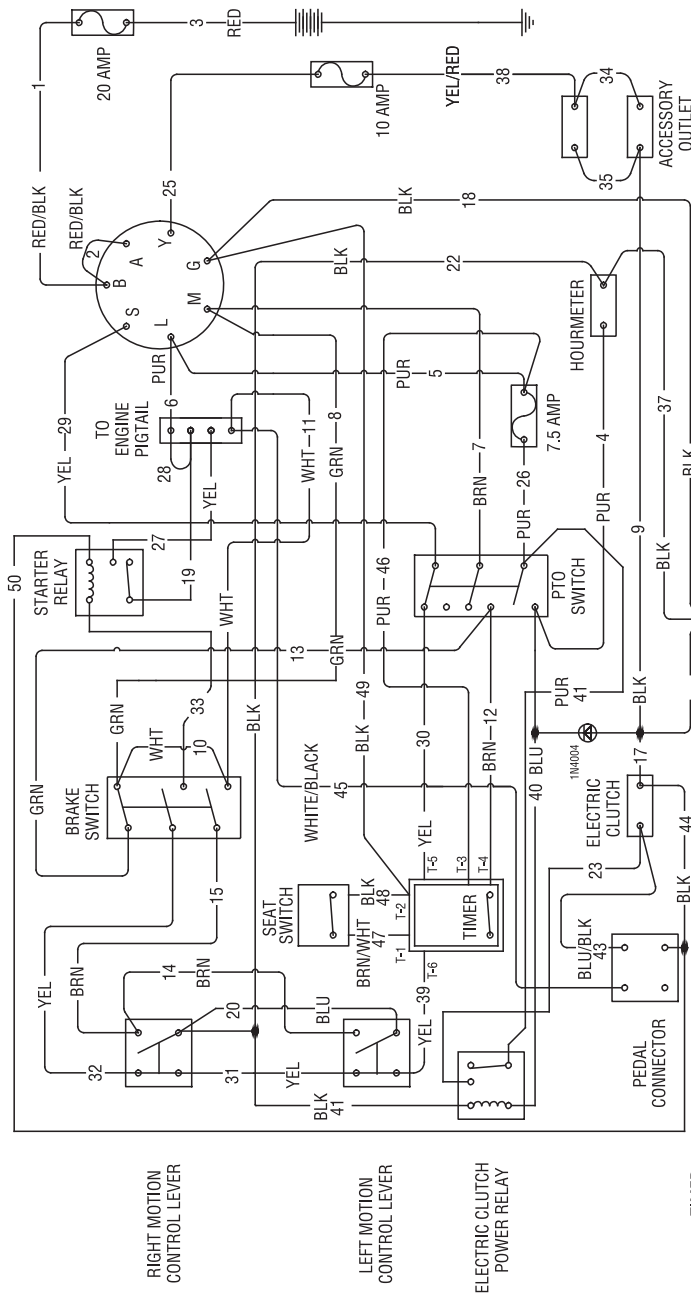 1
RED/BLK
20 AMP
3
RED
RED/BLK
2
B
A
S
Y
L
G
M
25
10 AMP
YEL/RED
38
34
35
ACCESSORY
OUTLET
BLK
18
BLK
22
HOURMETER
37
BLK
BLK
4
PUR
9
BLK
29
YEL
PUR
6
TO
ENGINE
PIGTAIL
28
YEL
27
19
STARTER
RELAY
50
WHT
11
8
GRN
PUR
5
7.5 AMP
BRN
7
PUR
26
46
PUR
PTO
SWITCH
PUR
41
WHT
13
GRN
GRN
WHT
10
33
BLK
GRN
BRAKE
SWITCH
WHITE/BLACK
45
BLK
49
30
YEL
BRN
12
40
BLU
1N4004
17
ELECTRIC
CLUTCH
23
44
BLK
15
SEAT
SWITCH
BLK
48
BRN/WHT
47
T-5
T-3
T-4
T-2
T-1
T-6
TIMER
BLU/BLK
43
PEDAL
CONNECTOR
YEL
BRN
14
BRN
20
BLU
YEL
39
32
31
YEL
BLK
41
RIGHT MOTION
CONTROL LEVER
LEFT MOTION
CONTROL LEVER
ELECTRIC CLUTCH
POWER RELAY